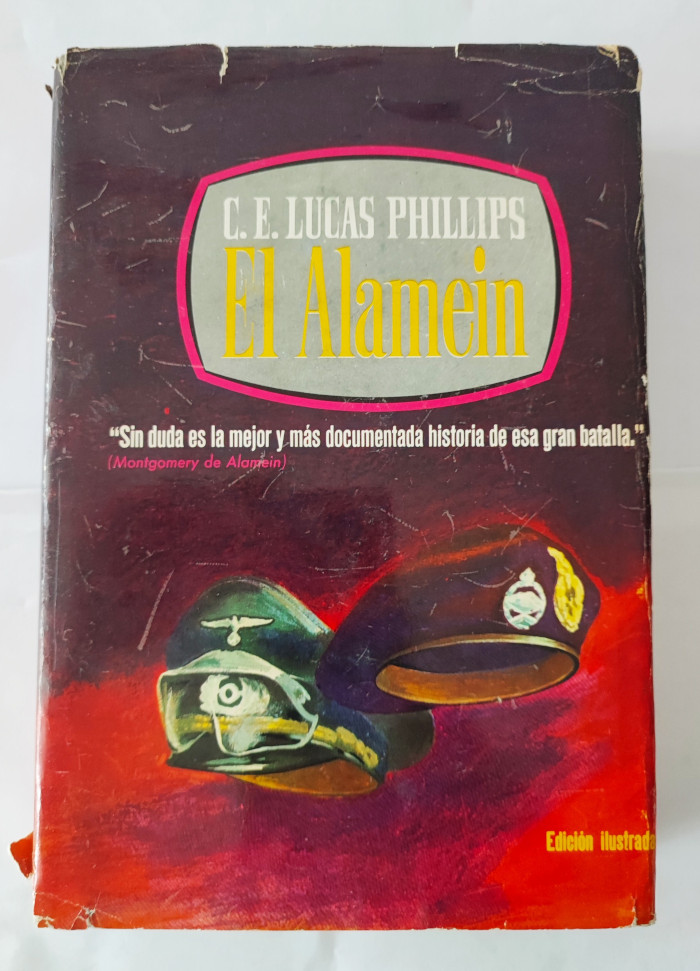 C. E. LUCAS PHILLIPS
El Alamein
"Sin duda es la mejor y más documentada historia de esa gran batalla."
(Montgomery de Alamein)
Edición ilustrada